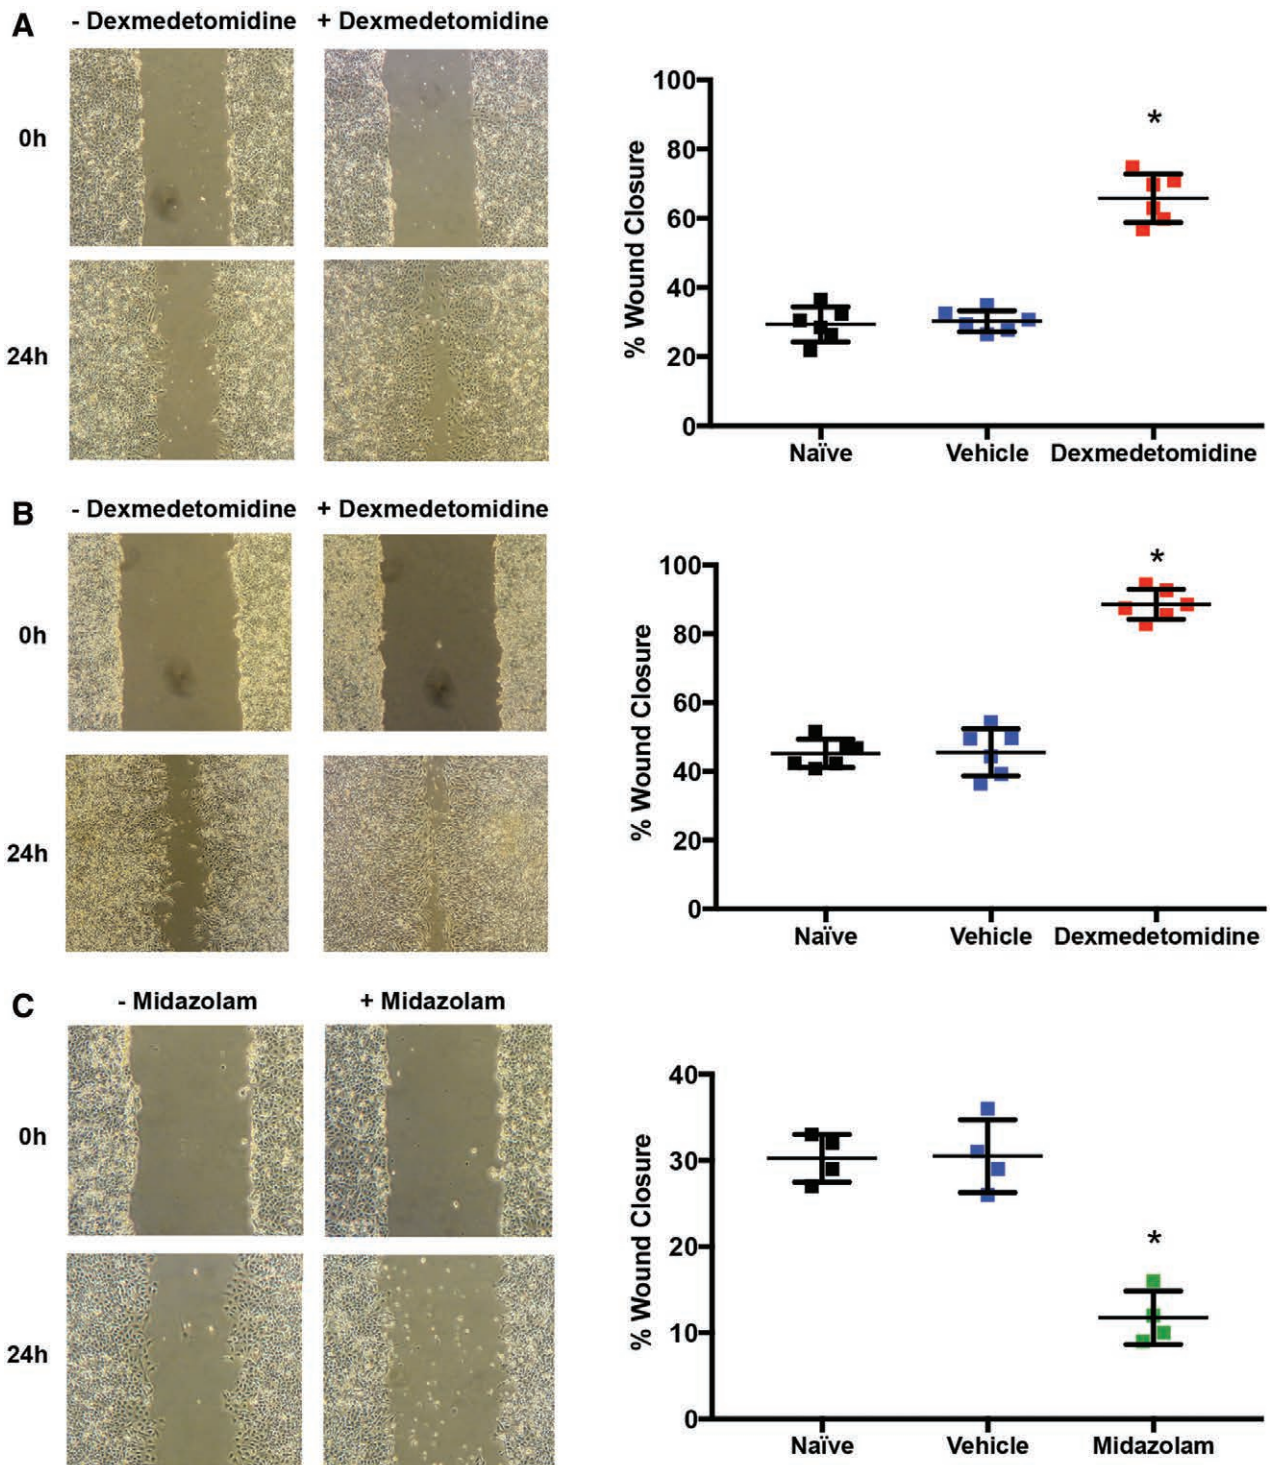 A
- Dexmedetomidine + Dexmedetomidine
0h
24h
% Wound Closure
100
80
60
40
20
0
*
Naïve Vehicle Dexmedetomidine
B
- Dexmedetomidine + Dexmedetomidine
0h
24h
% Wound Closure
100
80
60
40
20
0
*
Naïve Vehicle Dexmedetomidine
C
- Midazolam + Midazolam
0h
24h
% Wound Closure
40
30
20
10
0
*
Naïve Vehicle Midazolam